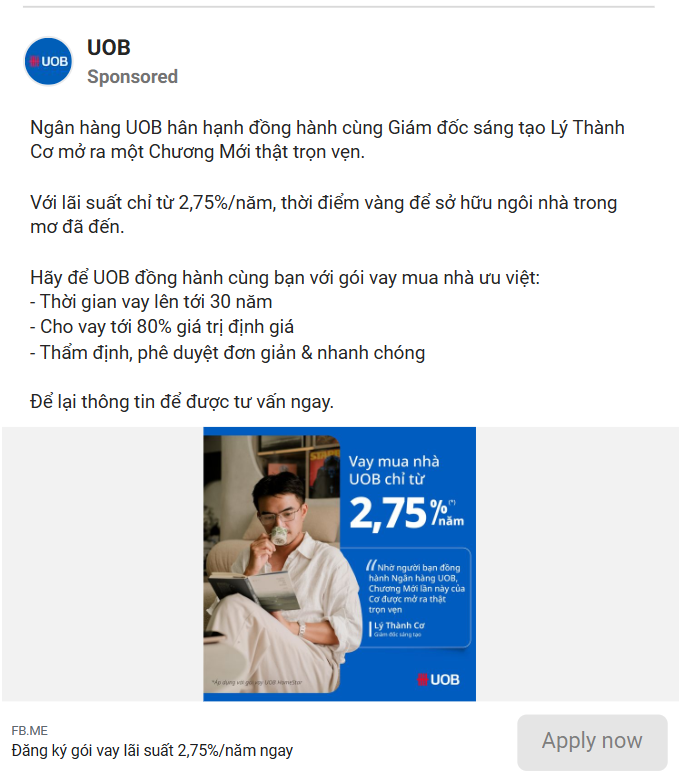 UOB
UOB
Sponsored
Ngân hàng UOB hân hạnh đồng hành cùng Giám đốc sáng tạo Lý Thành
Cơ mở ra một Chương Mới thật trọn vẹn.
Với lãi suất chỉ từ 2,75%/năm, thời điểm vàng để sở hữu ngôi nhà trong
mơ đã đến.
Hãy để UOB đồng hành cùng bạn với gói vay mua nhà ưu việt:
- Thời gian vay lên tới 30 năm
- Cho vay tới 80% giá trị định giá
- Thẩm định, phê duyệt đơn giản & nhanh chóng
Để lại thông tin để được tư vấn ngay.
Vay mua nhà
UOB chỉ từ
2,75%(*)/năm
“Nhờ người bạn đồng
hành Ngân hàng UOB,
Chương Mới lần này của
Cơ được mở ra thật
trọn vẹn
Lý Thành Cơ
Giám đốc sáng tạo
*Áp dụng với gói vay UOB HomeStar
UOB
FB.ME
Đăng ký gói vay lãi suất 2,75%/năm ngay
Apply now